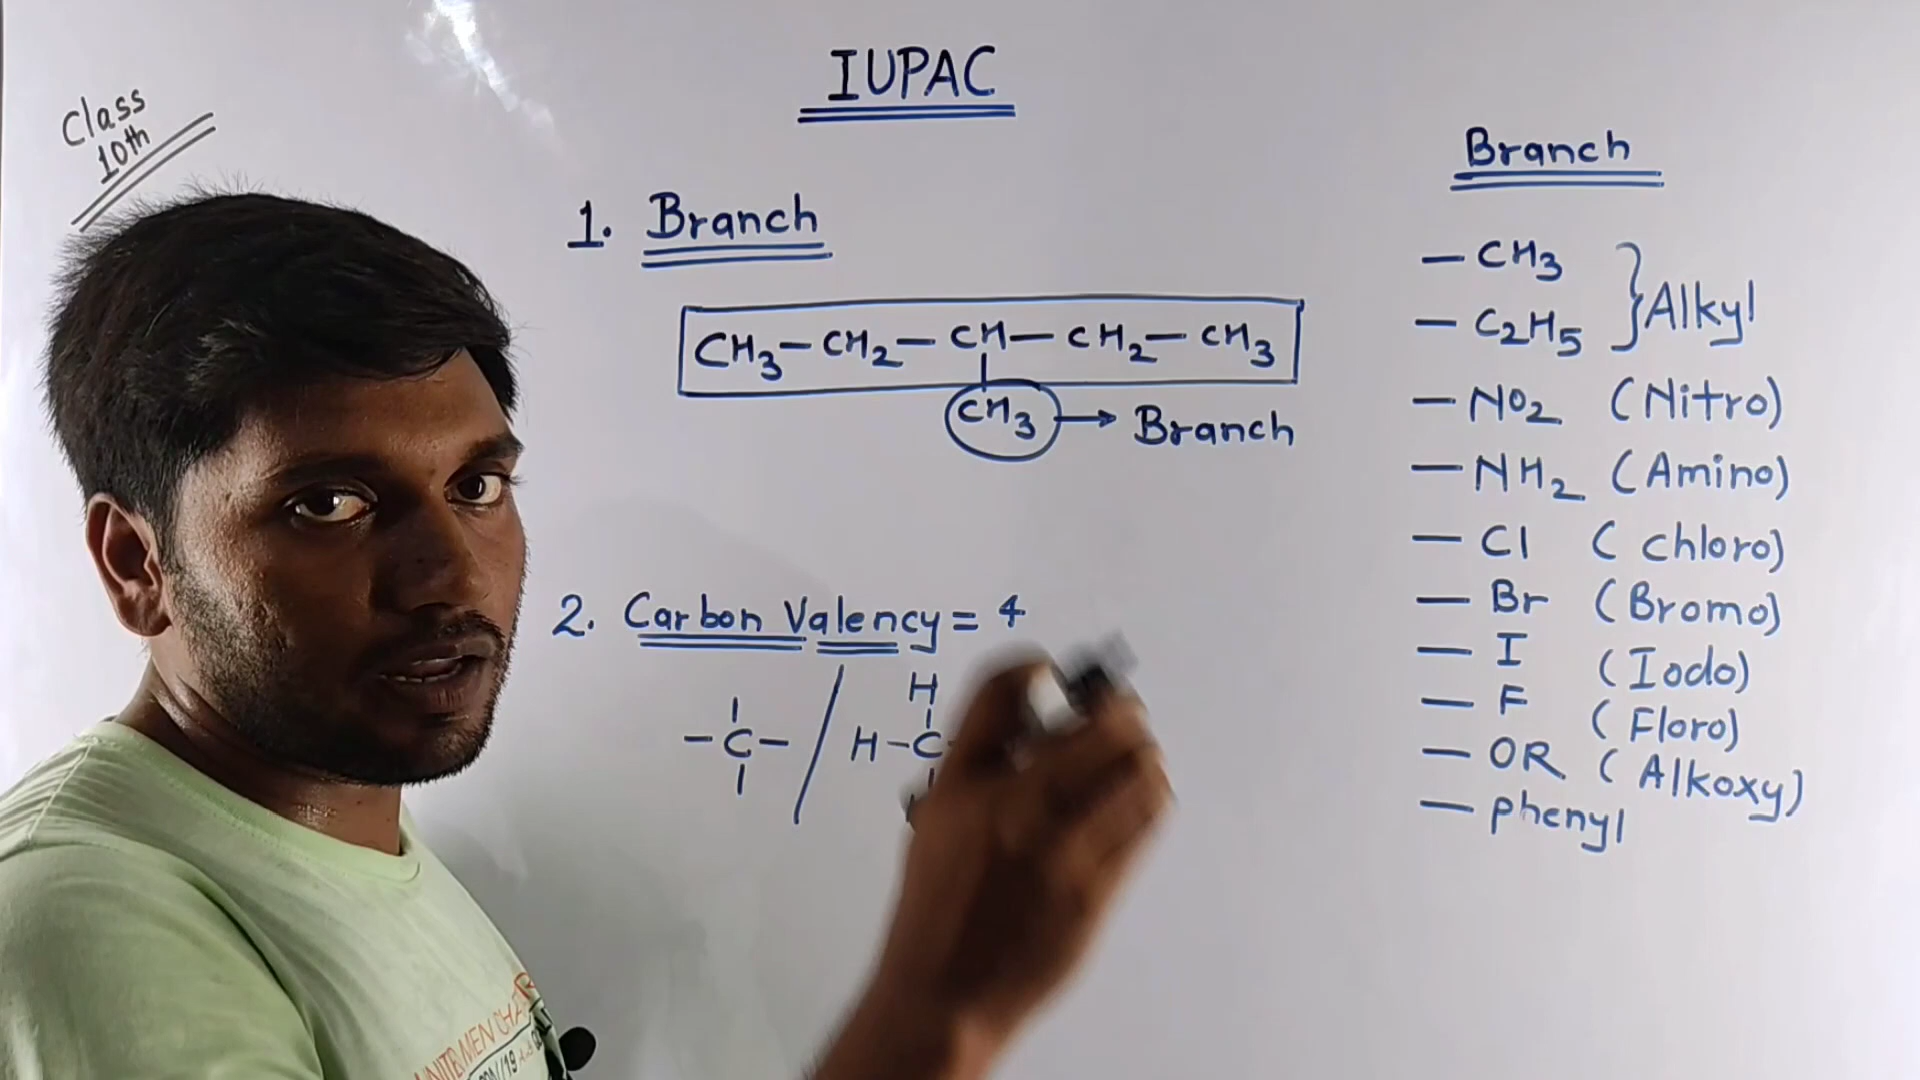 Class
10th
IUPAC
1. Branch
CH3—CH2—CH—CH2—CH3
CH3 → Branch
2. Carbon Valency = 4
—C—
H
H—C
Branch
— CH3
— C2H5 } Alkyl
— NO2 (Nitro)
— NH2 (Amino)
— Cl (chloro)
— Br (Bromo)
— I (Iodo)
— F (Floro)
— OR (Alkoxy)
— phenyl